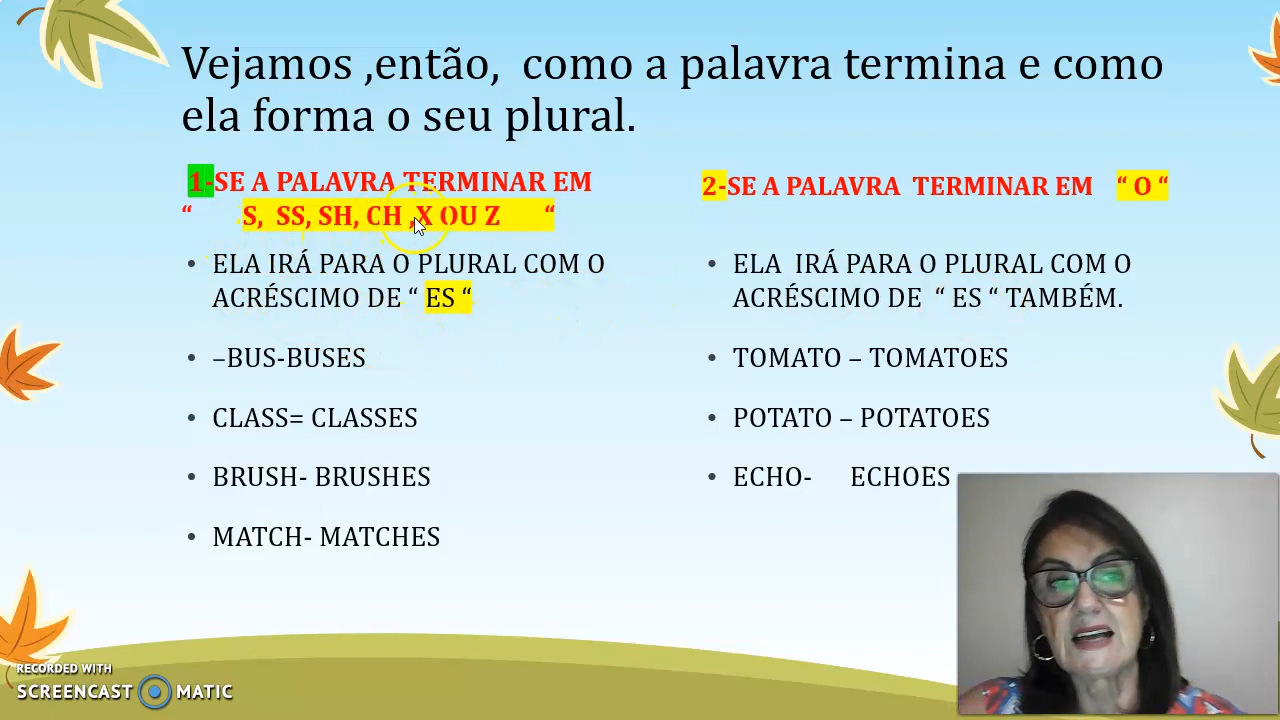 Vejamos ,então, como a palavra termina e como
ela forma o seu plural.
1-SE A PALAVRA TERMINAR EM
“ S, SS, SH, CH ,X OU Z “
• ELA IRÁ PARA O PLURAL COM O
ACRÉSCIMO DE “ ES “
• –BUS-BUSES
• CLASS= CLASSES
• BRUSH- BRUSHES
• MATCH- MATCHES
2-SE A PALAVRA TERMINAR EM “ O “
• ELA IRÁ PARA O PLURAL COM O
ACRÉSCIMO DE “ ES “ TAMBÉM.
• TOMATO – TOMATOES
• POTATO – POTATOES
• ECHO- ECHOES
RECORDED WITH
SCREENCAST MATIC